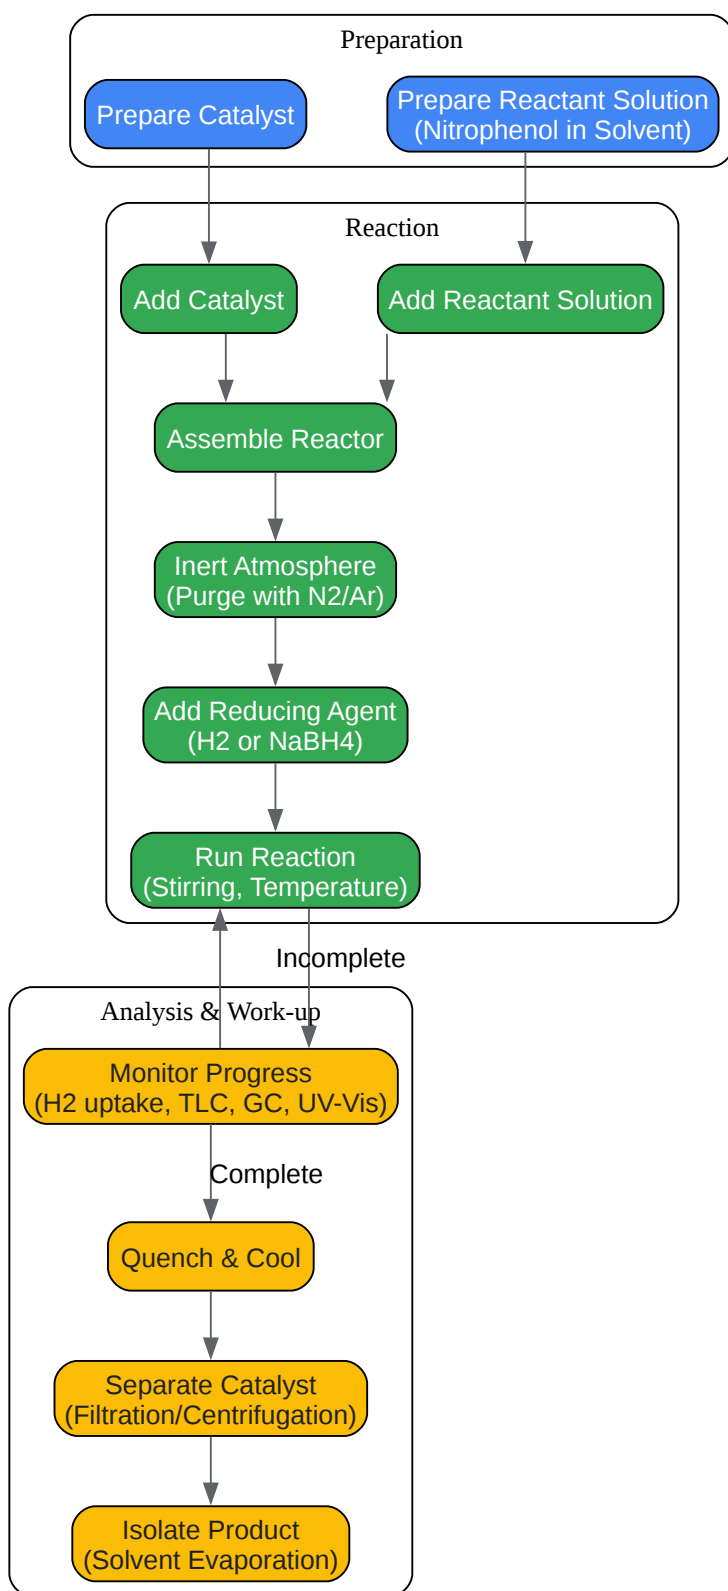 Preparation
Prepare Catalyst
Prepare Reactant Solution
(Nitrophenol in Solvent)
Reaction
Add Catalyst
Add Reactant Solution
Assemble Reactor
Inert Atmosphere
(Purge with N2/Ar)
Add Reducing Agent
(H2 or NaBH4)
Run Reaction
(Stirring, Temperature)
Incomplete
Analysis & Work-up
Monitor Progress
(H2 uptake, TLC, GC, UV-Vis)
Complete
Quench & Cool
Separate Catalyst
(Filtration/Centrifugation)
Isolate Product
(Solvent Evaporation)